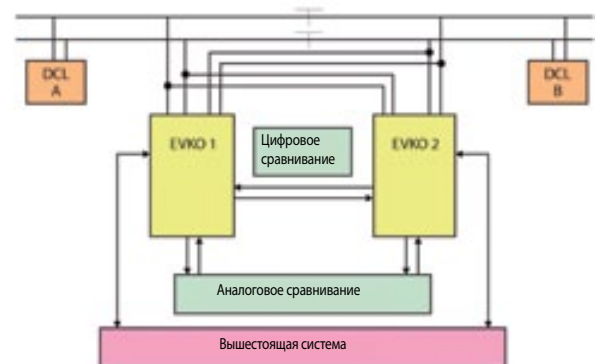 DCL
A
DCL
B
EVKO 1
Цифровое
сравнивание
EVKO 2
Аналоговое сравнивание
Вышестоящая система